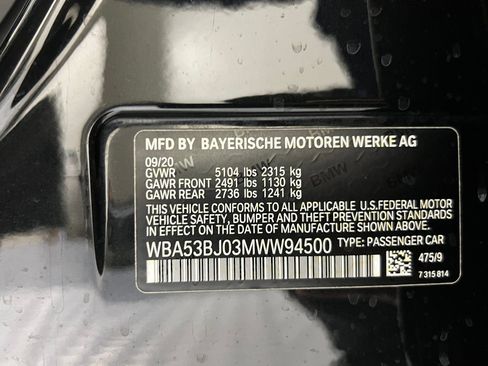 MFD BY BAYERISCHE MOTOREN WERKE AG
09/20
GVWR 5104 lbs 2315 kg
GAWR FRONT 2491 lbs 1130 kg
GAWR REAR 2736 lbs 1241 kg
THIS VEHICLE CONFORMS TO ALL APPLICABLE U.S.FEDERAL MOTOR
VEHICLE SAFETY, BUMPER AND THEFT PREVENTION STANDARDS
IN EFFECT ON THE DATE OF MANUFACTURE SHOWN ABOVE.
WBA53BJ03MWW94500 TYPE: PASSENGER CAR
475/9
7 315 814